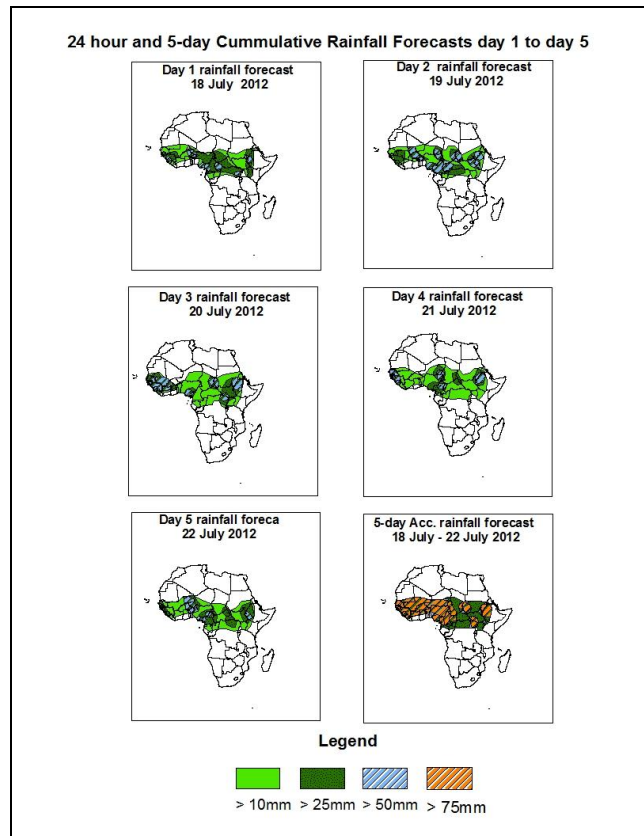 24 hour and 5-day Cummulative Rainfall Forecasts day 1 to day 5
Day 1 rainfall forecast
18 July 2012
Day 2 rainfall forecast
19 July 2012
Day 3 rainfall forecast
20 July 2012
Day 4 rainfall forecast
21 July 2012
Day 5 rainfall foreca
22 July 2012
5-day Acc. rainfall forecast
18 July - 22 July 2012
Legend
> 10mm > 25mm > 50mm > 75mm